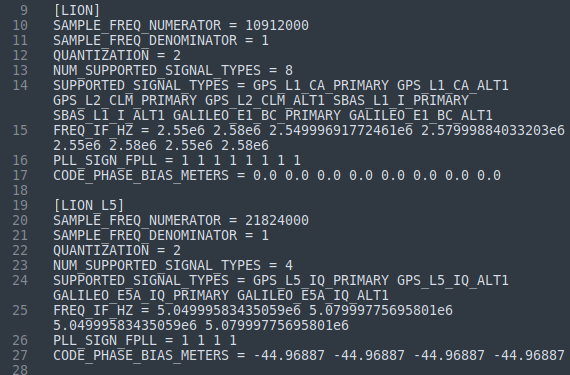 9 [LION]
10 SAMPLE_FREQ_NUMERATOR = 10912000
11 SAMPLE_FREQ_DENOMINATOR = 1
12 QUANTIZATION = 2
13 NUM_SUPPORTED_SIGNAL_TYPES = 8
14 SUPPORTED_SIGNAL_TYPES = GPS_L1_CA_PRIMARY GPS_L1_CA_ALT1
GPS_L2_CLM_PRIMARY GPS_L2_CLM_ALT1 SBAS_L1_I_PRIMARY
SBAS_L1_I_ALT1 GALILEO_E1_BC_PRIMARY GALILEO_E1_BC_ALT1
15 FREQ_IF_HZ = 2.55e6 2.58e6 2.54999691772461e6 2.57999884033203e6
2.55e6 2.58e6 2.55e6 2.58e6
16 PLL_SIGN_FPLL = 1 1 1 1 1 1 1 1
17 CODE_PHASE_BIAS_METERS = 0.0 0.0 0.0 0.0 0.0 0.0 0.0 0.0
18
19 [LION_L5]
20 SAMPLE_FREQ_NUMERATOR = 21824000
21 SAMPLE_FREQ_DENOMINATOR = 1
22 QUANTIZATION = 2
23 NUM_SUPPORTED_SIGNAL_TYPES = 4
24 SUPPORTED_SIGNAL_TYPES = GPS_L5_IQ_PRIMARY GPS_L5_IQ_ALT1
GALILEO_E5A_IQ_PRIMARY GALILEO_E5A_IQ_ALT1
25 FREQ_IF_HZ = 5.04999583435059e6 5.07999775695801e6
5.04999583435059e6 5.07999775695801e6
26 PLL_SIGN_FPLL = 1 1 1 1
27 CODE_PHASE_BIAS_METERS = -44.96887 -44.96887 -44.96887 -44.96887
28